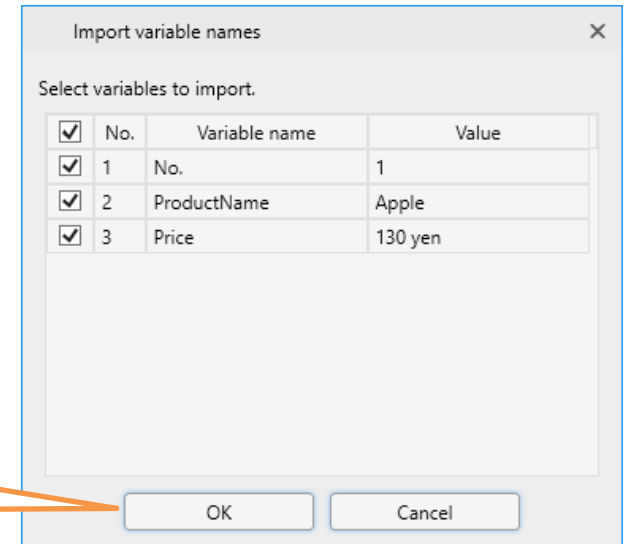 Import variable names
Select variables to import.
No. Variable name Value
1 No. 1
2 ProductName Apple
3 Price 130 yen
OK Cancel